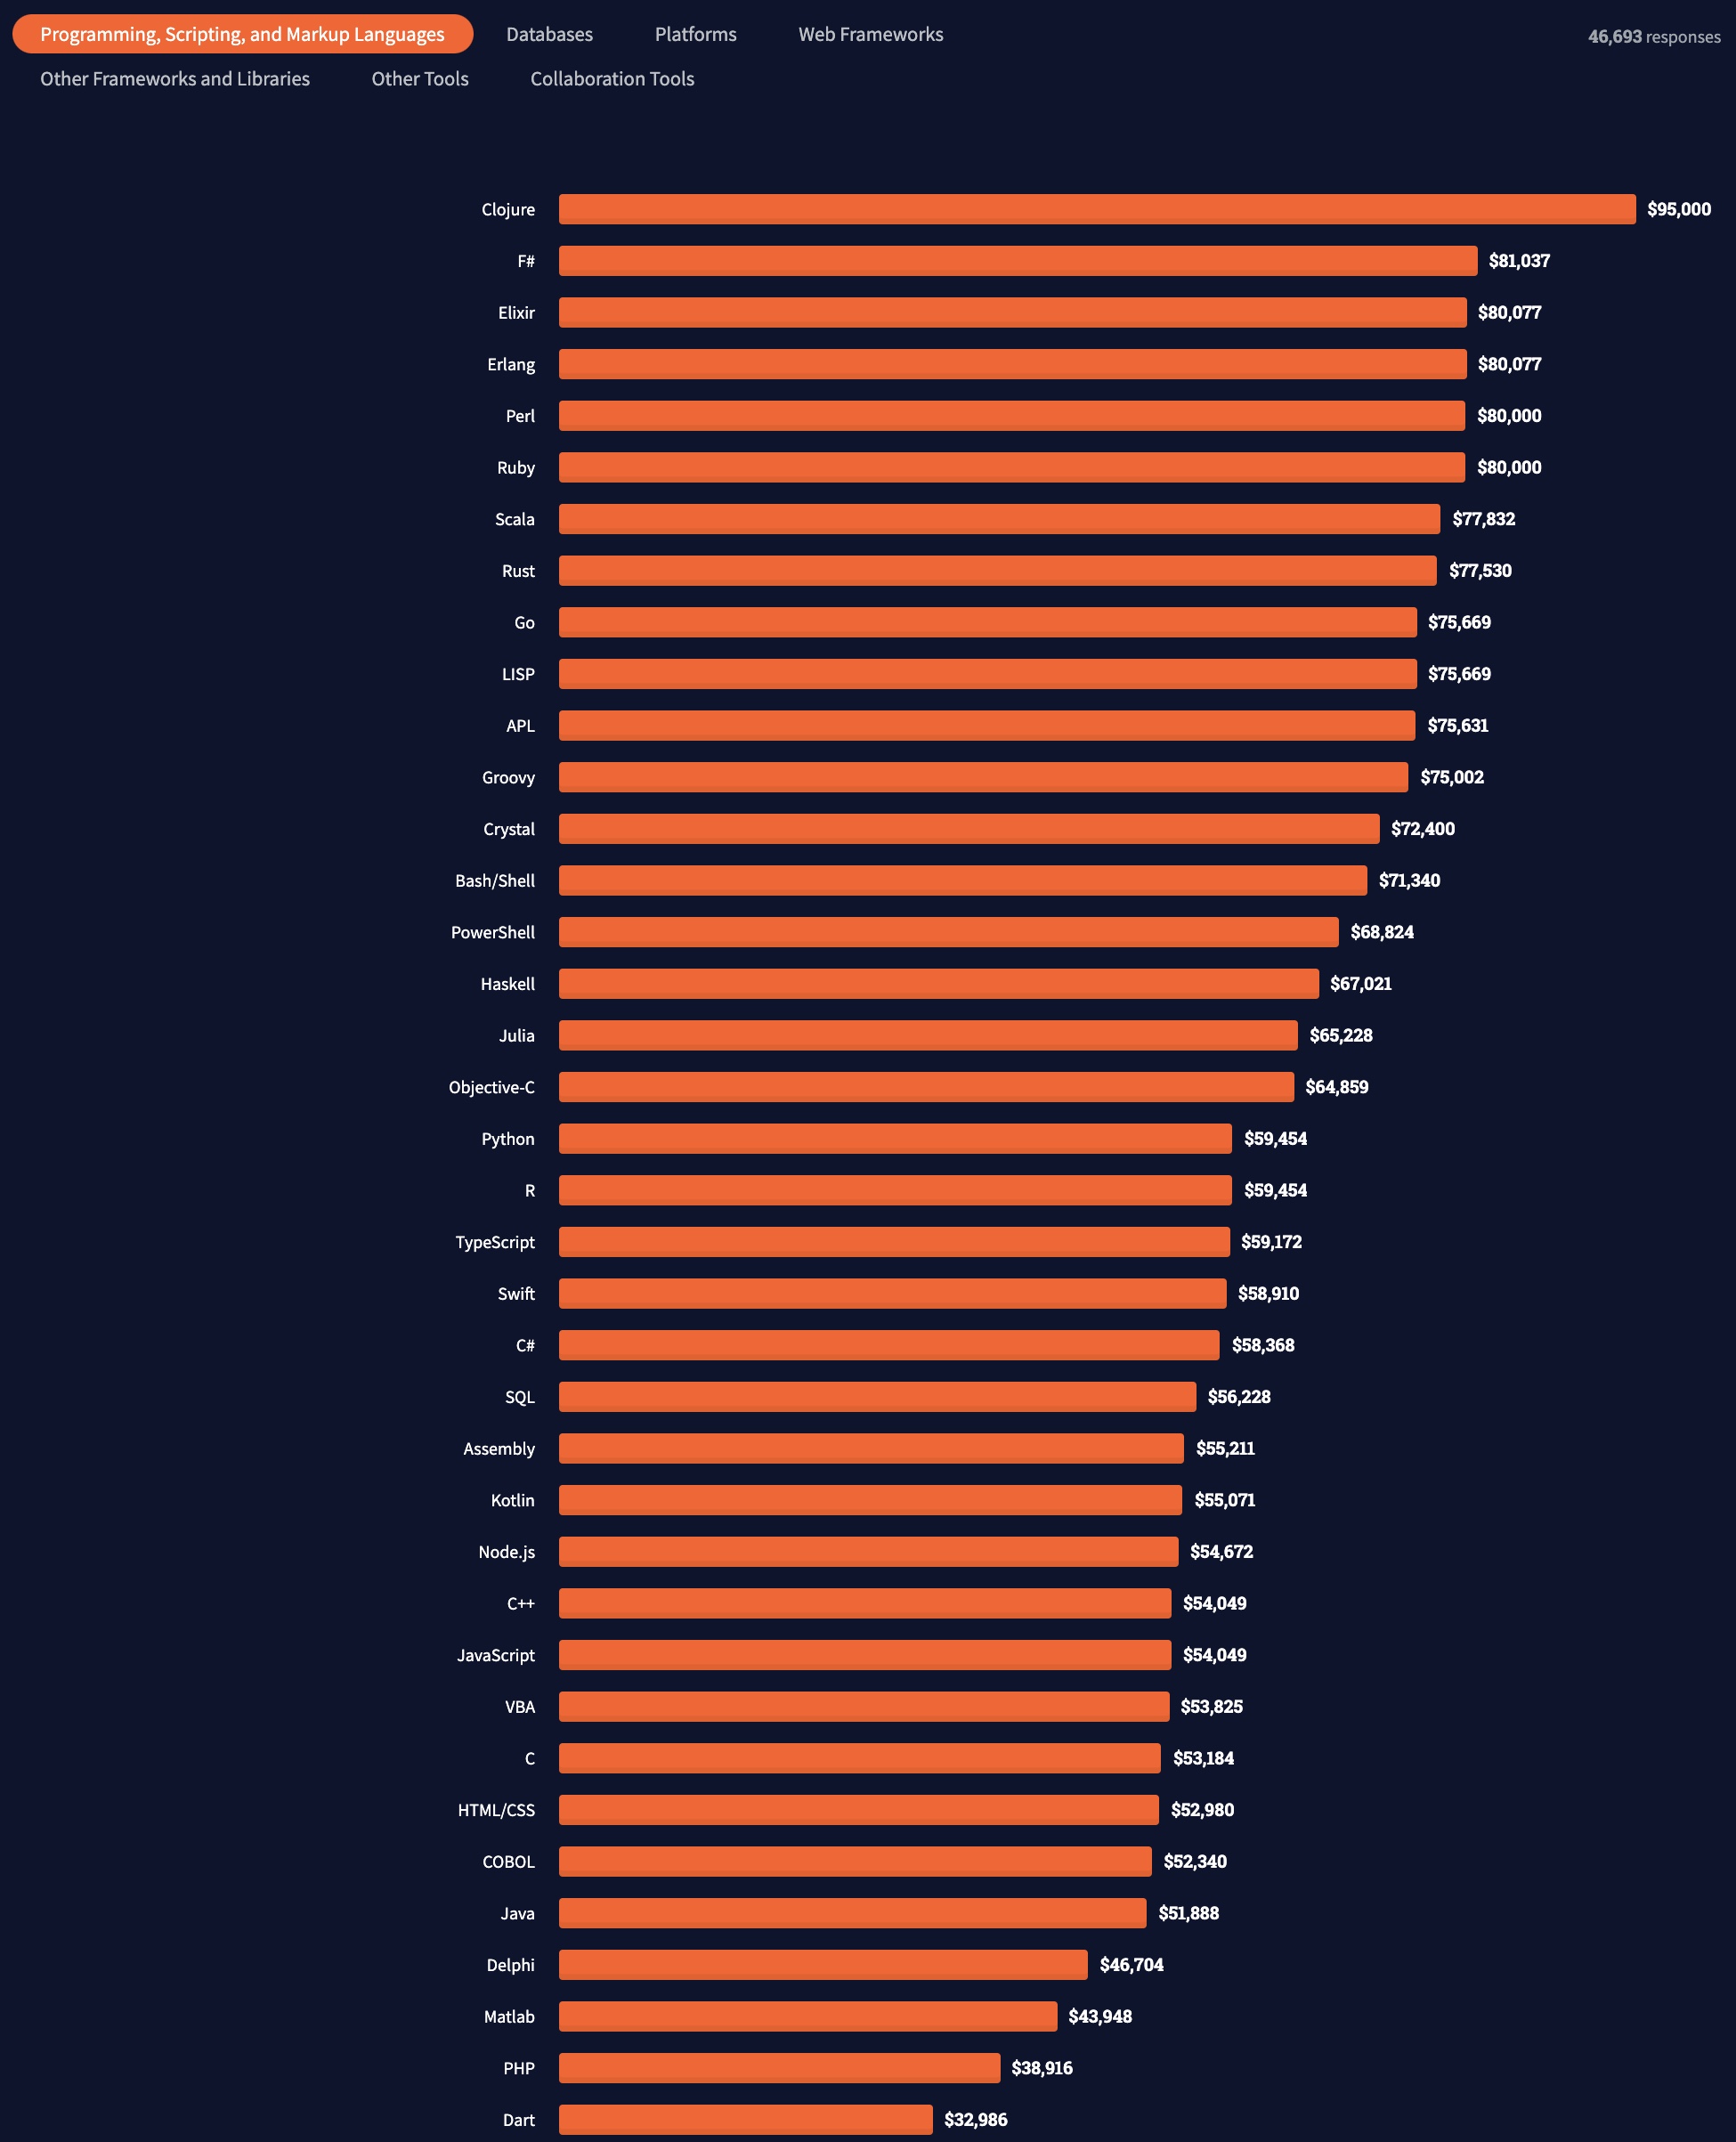 Programming, Scripting, and Markup Languages Databases Platforms Web Frameworks 46,693 responses
Other Frameworks and Libraries Other Tools Collaboration Tools
Clojure $95,000
F# $81,037
Elixir $80,077
Erlang $80,077
Perl $80,000
Ruby $80,000
Scala $77,832
Rust $77,530
Go $75,669
LISP $75,669
APL $75,631
Groovy $75,002
Crystal $72,400
Bash/Shell $71,340
PowerShell $68,824
Haskell $67,021
Julia $65,228
Objective-C $64,859
Python $59,454
R $59,454
TypeScript $59,172
Swift $58,910
C# $58,368
SQL $56,228
Assembly $55,211
Kotlin $55,071
Node.js $54,672
C++ $54,049
JavaScript $54,049
VBA $53,825
C $53,184
HTML/CSS $52,980
COBOL $52,340
Java $51,888
Delphi $46,704
Matlab $43,948
PHP $38,916
Dart $32,986